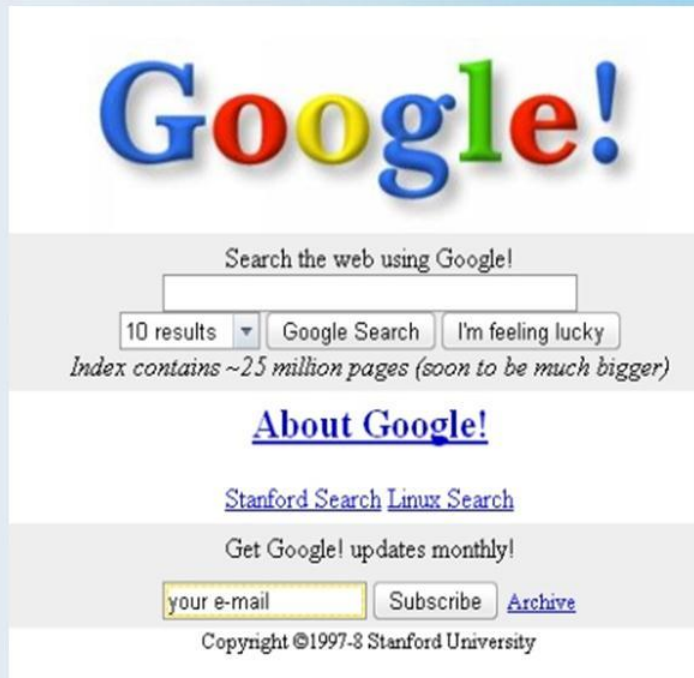 Google!
Search the web using Google!
10 results Google Search I'm feeling lucky
Index contains ~25 million pages (soon to be much bigger)
About Google!
Stanford Search Linux Search
Get Google! updates monthly!
your e-mail Subscribe Archive
Copyright ©1997-8 Stanford University